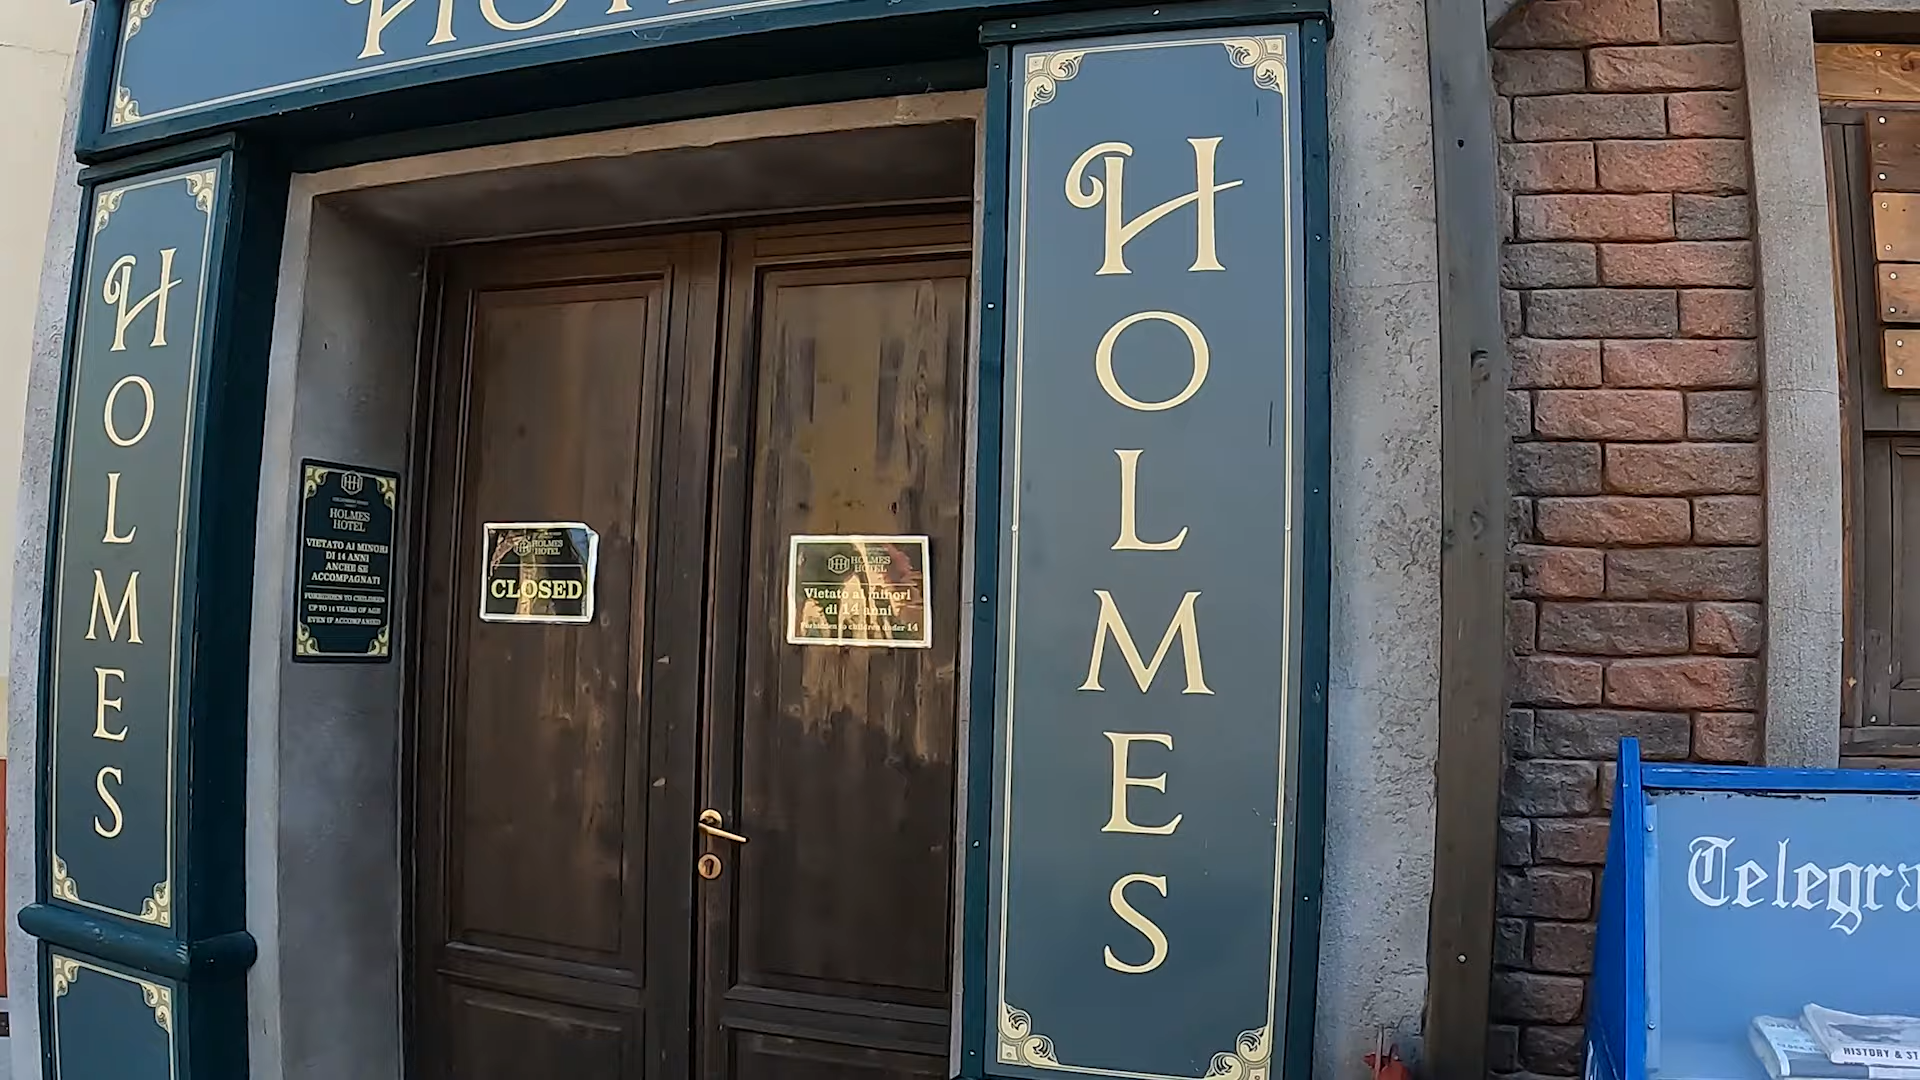 HOTEL
HOLMES
HOLMES
HOLMES
HOTEL
VIETATO AI MINORI
DI 14 ANNI
ANCHE SE
ACCOMPAGNATI
FORBIDDEN TO CHILDREN
UP TO 14 YEARS OF AGE
EVEN IF ACCOMPANIED
HOLMES
HOTEL
CLOSED
HOLMES
HOTEL
Vietato ai minori
di 14 anni
Forbidden to children under 14
Telegra
HISTORY & ST